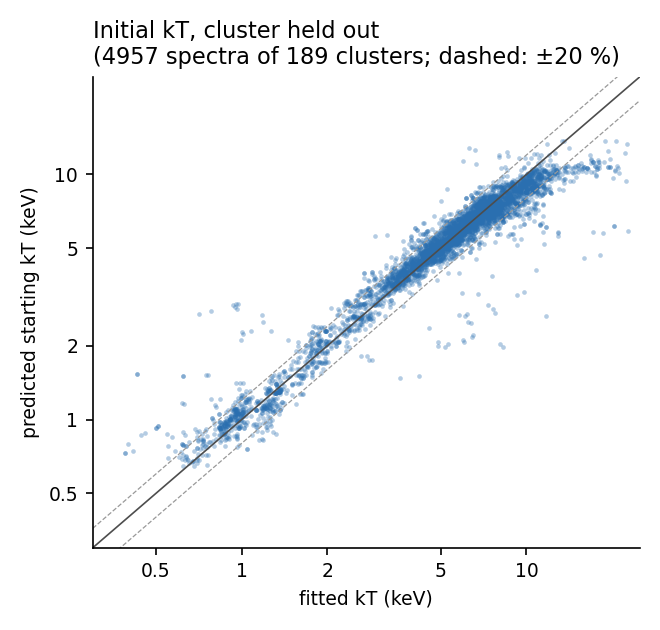 Initial kT, cluster held out
(4957 spectra of 189 clusters; dashed: ±20 %)
predicted starting kT (keV)
10
5
2
1
0.5
0.5
1
2
5
10
fitted kT (keV)